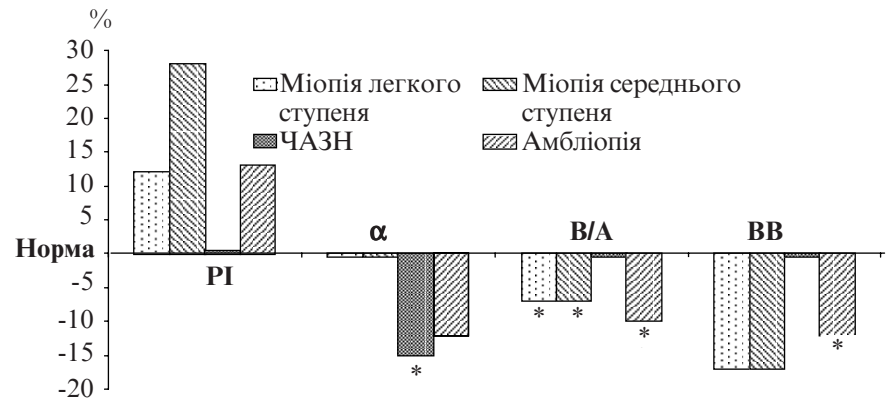 %
30
25
20
15
10
5
Норма
-5
-10
-15
-20
Міопія легкого ступеня
Міопія середнього ступеня
ЧАЗН
Амбліопія
PI
α
B/A
BB
*
*
*
*
*